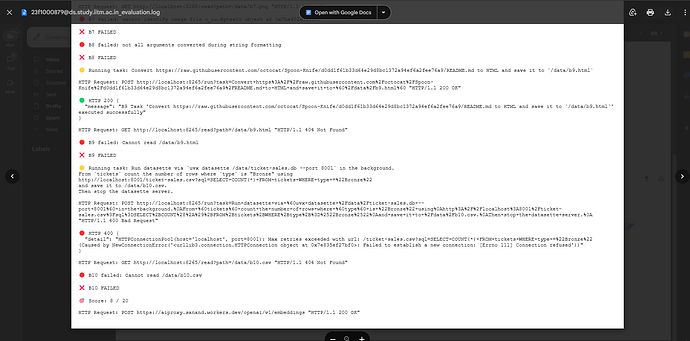 23f1000879@ds.study.iitm.ac.in_evaluation.log
Open with Google Docs
❌ B7 FAILED
🔴 B8 failed: not all arguments converted during string formatting
❌ B8 FAILED
🟡 Running task: Convert https://raw.githubusercontent.com/octocat/Spoon-Knife/d0dd1f61b33d64e29d8bc1372a94ef6a2fee76a9/README.md to HTML and save it to `/data/b9.html`
HTTP Request: POST http://localhost:8265/run?task=Convert+https%3A%2F%2Fraw.githubusercontent.com%2Foctocat%2FSpoon-
Knife%2Fd0dd1f61b33d64e29d8bc1372a94ef6a2fee76a9%2FREADME.md+to+HTML+and+save+it+to+%60%2Fdata%2Fb9.html%60 "HTTP/1.1 200 OK"
🟢 HTTP 200 {
"message": "B9 Task 'Convert https://raw.githubusercontent.com/octocat/Spoon-Knife/d0dd1f61b33d64e29d8bc1372a94ef6a2fee76a9/README.md to HTML and save it to `/data/b9.html`'
executed successfully"
}
HTTP Request: GET http://localhost:8265/read?path=/data/b9.html "HTTP/1.1 404 Not Found"
🔴 B9 failed: Cannot read /data/b9.html
❌ B9 FAILED
🟡 Running task: Run datasette via `uvx datasette /data/ticket-sales.db --port 8001` in the background.
From `tickets` count the number of rows where `type` is "Bronze" using
http://localhost:8001/ticket-sales.csv?sql=SELECT+COUNT(*)+FROM+tickets+WHERE+type+=+%22Bronze%22
and save it to /data/b10.csv.
Then stop the datasette server.
HTTP Request: POST http://localhost:8265/run?task=Run+datasette+via+%60uvx+datasette+%2Fdata%2Fticket-sales.db+--
port+8001%60+in+the+background.%0AFrom+%60tickets%60+count+the+number+of+rows+where+%60type%60+is+%22Bronze%22+using%0Ahttp%3A%2F%2Flocalhost%3A8001%2Fticket-
sales.csv%3Fsql%3DSELECT%2BCOUNT%28%2A%29%2BFROM%2Btickets%2BWHERE%2Btype%2B%3D%2B%2522Bronze%2522%0Aand+save+it+to+%2Fdata%2Fb10.csv.%0AThen+stop+the+datasette+server.%0A
"HTTP/1.1 400 Bad Request"
🔴 HTTP 400 {
"detail": "HTTPConnectionPool(host='localhost', port=8001): Max retries exceeded with url: /ticket-sales.csv?sql=SELECT+COUNT(*)+FROM+tickets+WHERE+type+=+%22Bronze%22
(Caused by NewConnectionError('<urllib3.connection.HTTPConnection object at 0x7e835ef27bf0>: Failed to establish a new connection: [Errno 111] Connection refused'))"
}
HTTP Request: GET http://localhost:8265/read?path=/data/b10.csv "HTTP/1.1 404 Not Found"
🔴 B10 failed: Cannot read /data/b10.csv
❌ B10 FAILED
🎯 Score: 8 / 20
HTTP Request: POST https://aiproxy.sanand.workers.dev/openai/v1/embeddings "HTTP/1.1 200 OK"
Labels